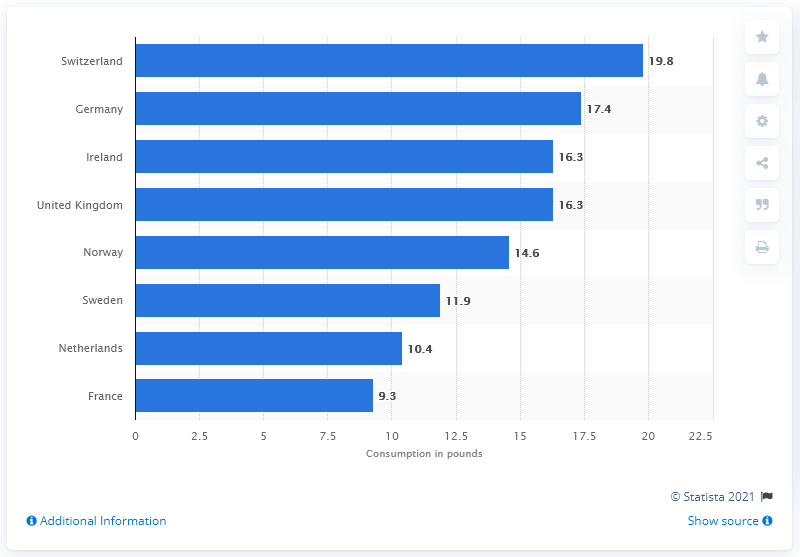 Switzerland 19.8
Germany 17.4
Ireland 16.3
United Kingdom 16.3
Norway 14.6
Sweden 11.9
Netherlands 10.4
France 9.3
0 2.5 5 7.5 10 12.5 15 17.5 20 22.5
Consumption in pounds
© Statista 2021
Additional Information Show source